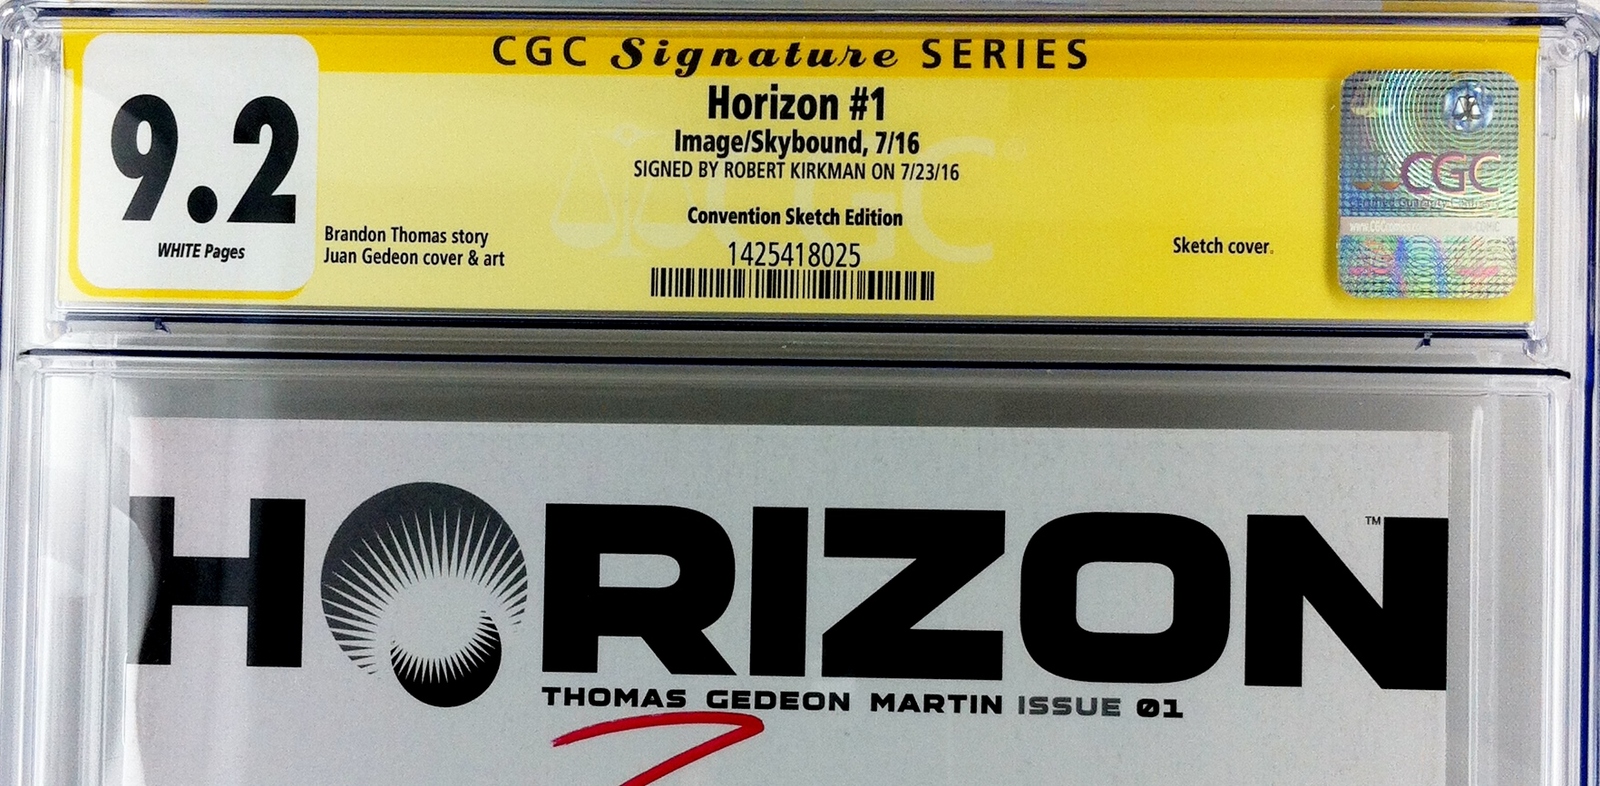 CGC Signature SERIES
9.2
WHITE Pages
Horizon #1
Image/Skybound, 7/16
SIGNED BY ROBERT KIRKMAN ON 7/23/16
Convention Sketch Edition
1425418025
Brandon Thomas story
Juan Gedeon cover & art
Sketch cover.
CGC
HORIZON™
THOMAS GEDEON MARTIN ISSUE 01